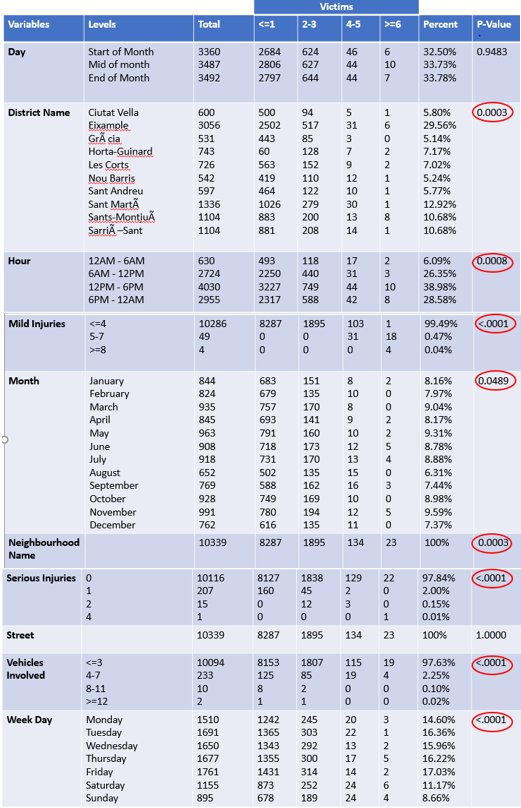 Victims
Variables Levels Total <=1 2-3 4-5 >=6 Percent P-Value
Day Start of Month 3360 2684 624 46 6 32.50% 0.9483
Mid of month 3487 2806 627 44 10 33.73%
End of Month 3492 2797 644 44 7 33.78%
District Name Ciutat Vella 600 500 94 5 1 5.80% 0.0003
Eixample 3056 2502 517 31 6 29.56%
GrÃ cia 531 443 85 3 0 5.14%
Horta-Guinard 743 60 128 7 2 7.17%
Les Corts 726 563 152 9 2 7.02%
Nou Barris 542 419 110 12 1 5.24%
Sant Andreu 597 464 122 10 1 5.77%
Sant MartÃ 1336 1026 279 30 1 12.92%
Sants-MontjuÃ 1104 883 200 13 8 10.68%
SarriÃ –Sant 1104 881 208 14 1 10.68%
Hour 12AM - 6AM 630 493 118 17 2 6.09% 0.0008
6AM - 12PM 2724 2250 440 31 3 26.35%
12PM - 6PM 4030 3227 749 44 10 38.98%
6PM - 12AM 2955 2317 588 42 8 28.58%
Mild Injuries <=4 10286 8287 1895 103 1 99.49% <.0001
5-7 49 0 0 31 18 0.47%
>=8 4 0 0 0 4 0.04%
Month January 844 683 151 8 2 8.16% 0.0489
February 824 679 135 10 0 7.97%
March 935 757 170 8 0 9.04%
April 845 693 141 9 2 8.17%
May 963 791 160 10 2 9.31%
June 908 718 173 12 5 8.78%
July 918 731 170 13 4 8.88%
August 652 502 135 15 0 6.31%
September 769 588 162 16 3 7.44%
October 928 749 169 10 0 8.98%
November 991 780 194 12 5 9.59%
December 762 616 135 11 0 7.37%
Neighbourhood 10339 8287 1895 134 23 100% 0.0003
Name
Serious Injuries 0 10116 8127 1838 129 22 97.84% <.0001
1 207 160 45 2 0 2.00%
2 15 0 12 3 0 0.15%
4 1 0 0 0 1 0.01%
Street 10339 8287 1895 134 23 100% 1.0000
Vehicles <=3 10094 8153 1807 115 19 97.63% <.0001
Involved 4-7 233 125 85 19 4 2.25%
8-11 10 8 2 0 0 0.10%
>=12 2 1 1 0 0 0.02%
Week Day Monday 1510 1242 245 20 3 14.60% <.0001
Tuesday 1691 1365 303 22 1 16.36%
Wednesday 1650 1343 292 13 2 15.96%
Thursday 1677 1355 300 17 5 16.22%
Friday 1761 1431 314 14 2 17.03%
Saturday 1155 873 252 24 6 11.17%
Sunday 895 678 189 24 4 8.66%